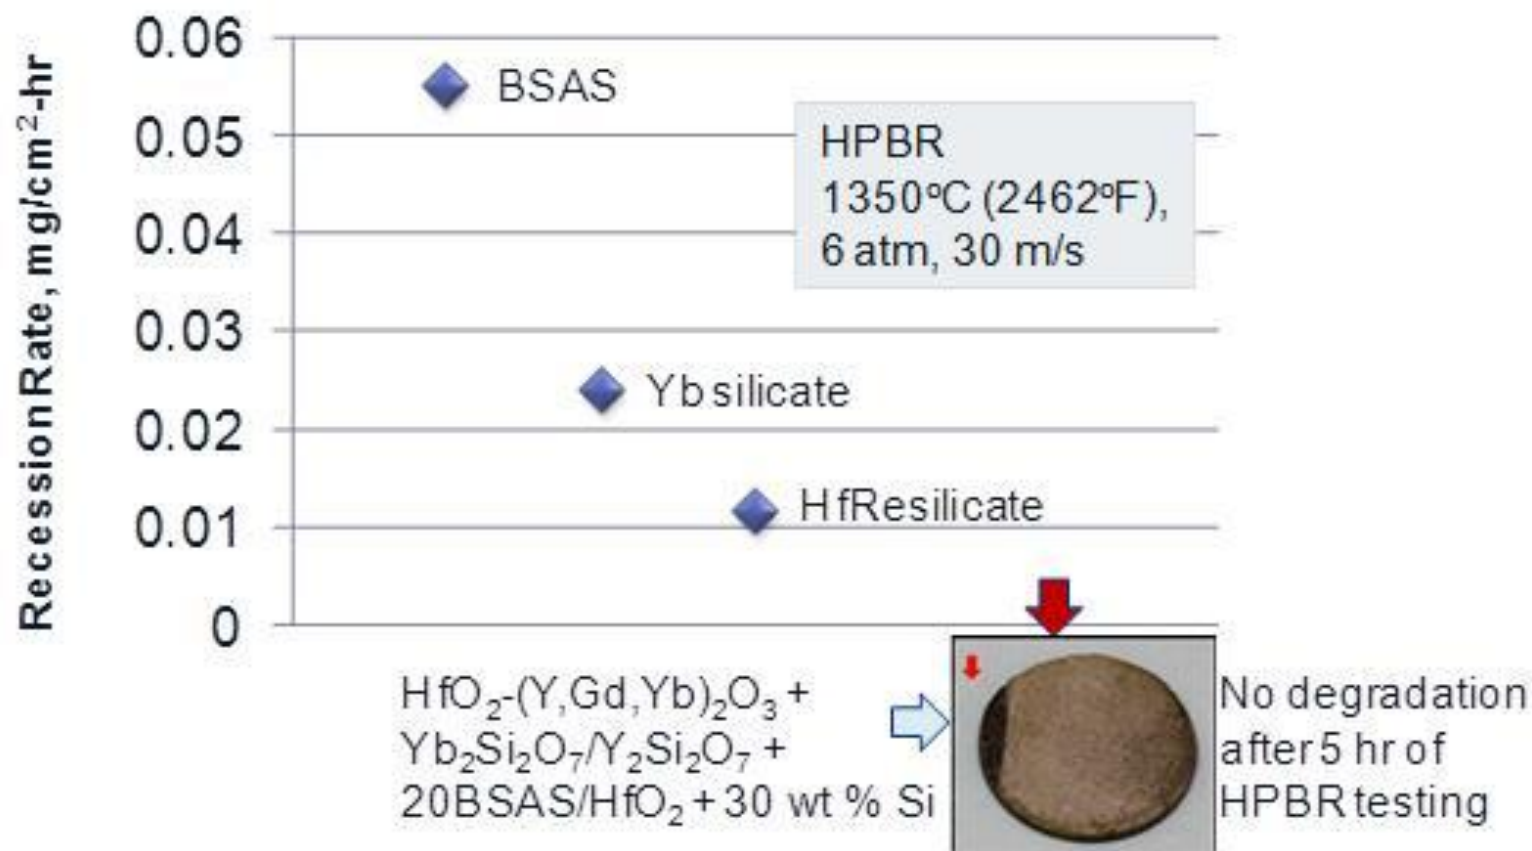 Recession Rate, mg/cm²-hr
0.06
0.05
0.04
0.03
0.02
0.01
0
BSAS
HPBR
1350ºC (2462ºF),
6 atm, 30 m/s
Yb silicate
HfResilicate
HfO₂-(Y,Gd,Yb)₂O₃ +
Yb₂Si₂O₇/Y₂Si₂O₇ +
20BSAS/HfO₂ + 30 wt % Si
No degradation
after 5 hr of
HPBR testing